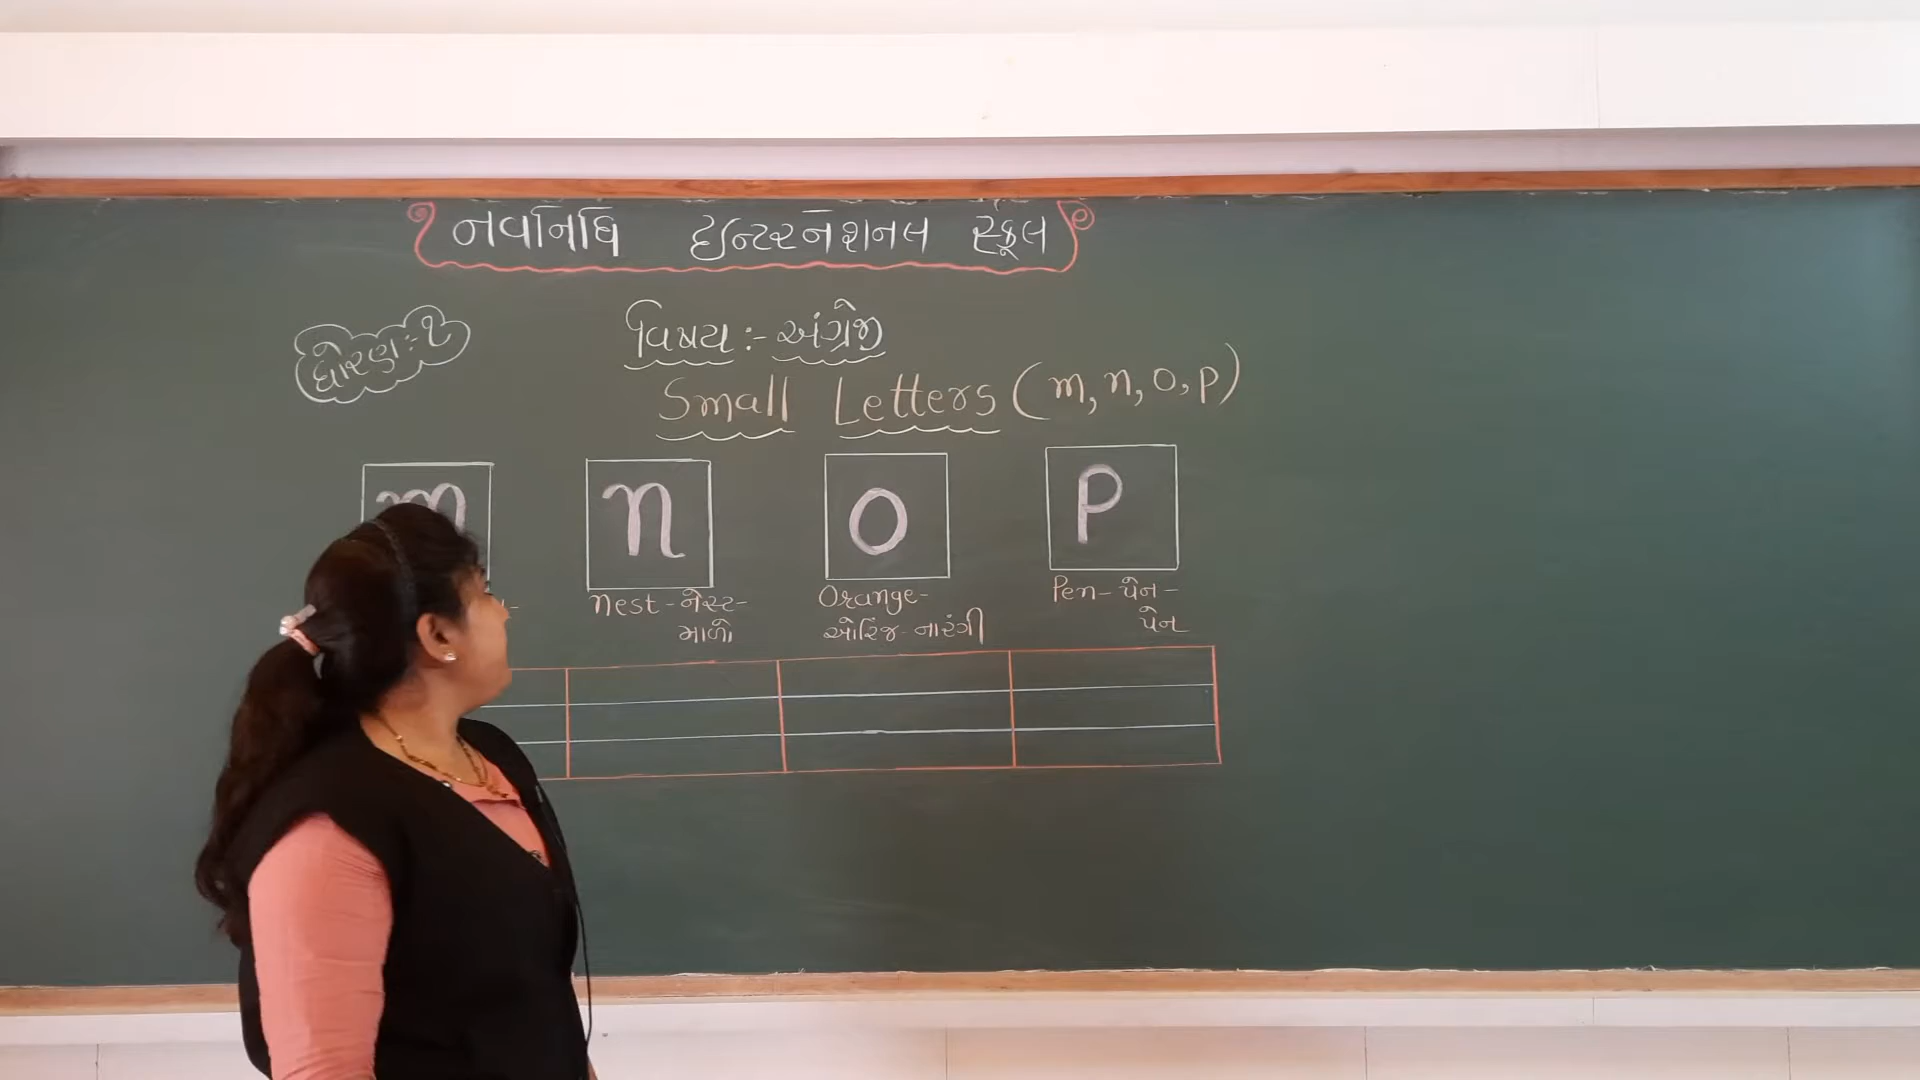 નવનિધિ ઇન્ટરનેશનલ સ્કૂલ
ધોરણ:-૧
વિષય:- અંગ્રેજી
Small Letters (m, n, o, p)
m n o p
nest - નેસ્ટ - માળો
Orange - ઓરેંજ - નારંગી
Pen - પેન - પેન